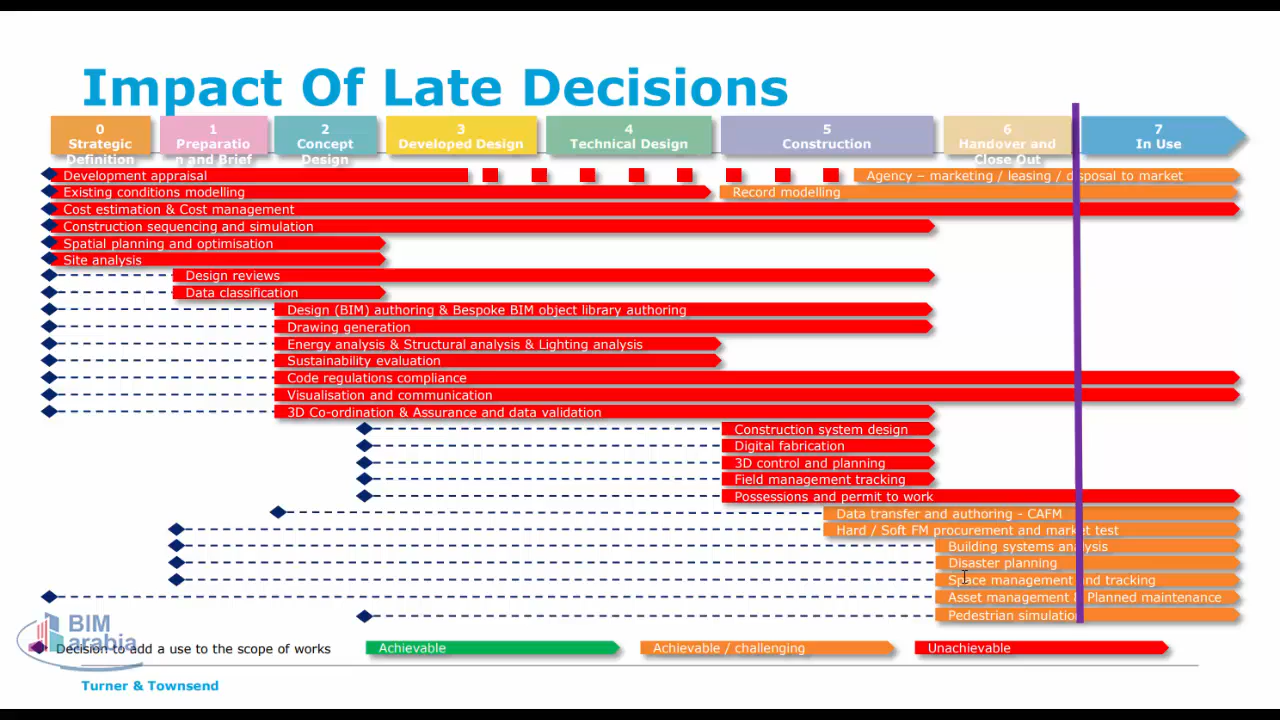 Impact Of Late Decisions
0
Strategic
Definition
1
Preparatio
n and Brief
2
Concept
Design
3
Developed Design
4
Technical Design
5
Construction
6
Handover and
Close Out
7
In Use
Development appraisal
Agency – marketing / leasing / disposal to market
Existing conditions modelling
Record modelling
Cost estimation & Cost management
Construction sequencing and simulation
Spatial planning and optimisation
Site analysis
Design reviews
Data classification
Design (BIM) authoring & Bespoke BIM object library authoring
Drawing generation
Energy analysis & Structural analysis & Lighting analysis
Sustainability evaluation
Code regulations compliance
Visualisation and communication
3D Co-ordination & Assurance and data validation
Construction system design
Digital fabrication
3D control and planning
Field management tracking
Possessions and permit to work
Data transfer and authoring - CAFM
Hard / Soft FM procurement and market test
Building systems analysis
Disaster planning
Space management and tracking
Asset management & Planned maintenance
Pedestrian simulation
BIM
arabia
Decision to add a use to the scope of works
Achievable
Achievable / challenging
Unachievable
Turner & Townsend